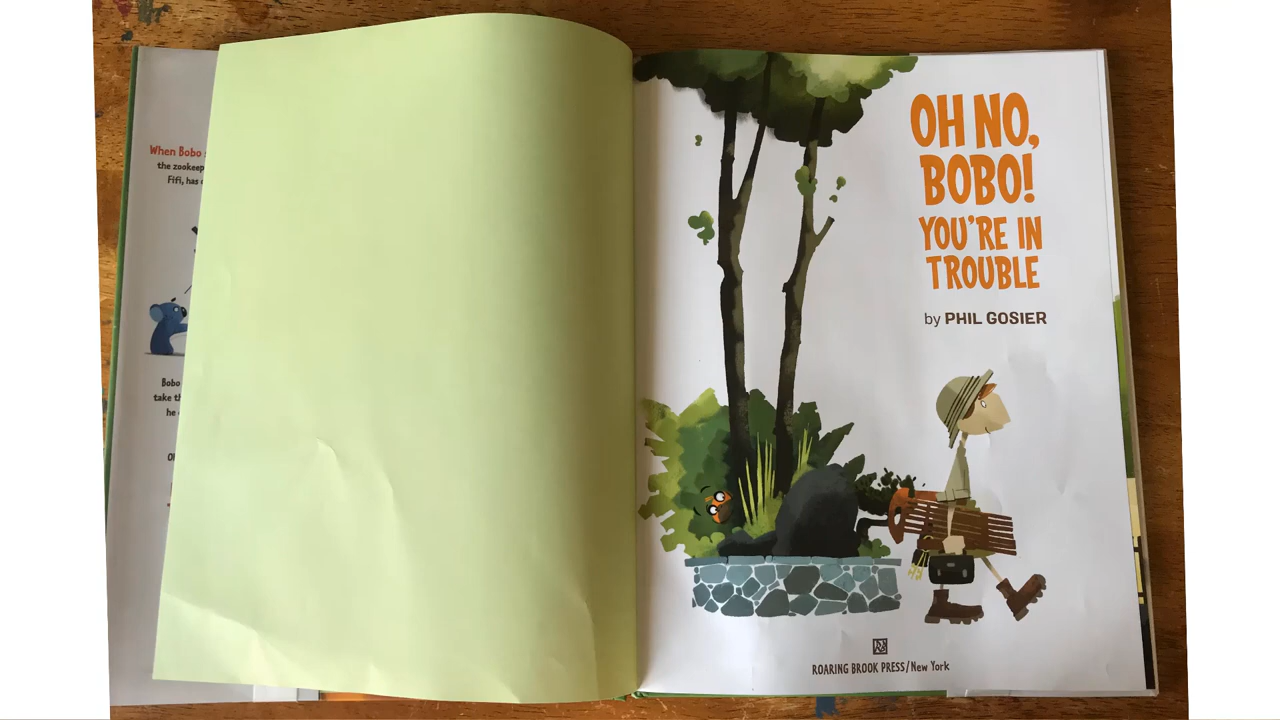 When Bobo
the zookeep
Fifi, has
Bobo
take th
he
OH NO,
BOBO!
YOU'RE IN
TROUBLE
by PHIL GOSIER
ROARING BROOK PRESS/New York